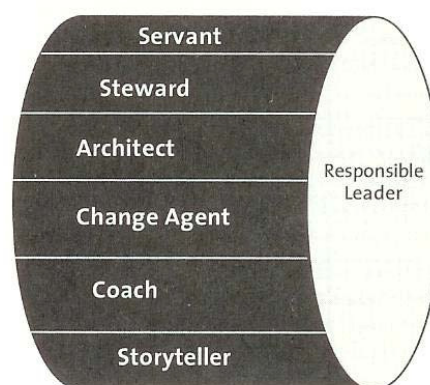 Servant
Steward
Architect
Change Agent
Coach
Storyteller
Responsible
Leader